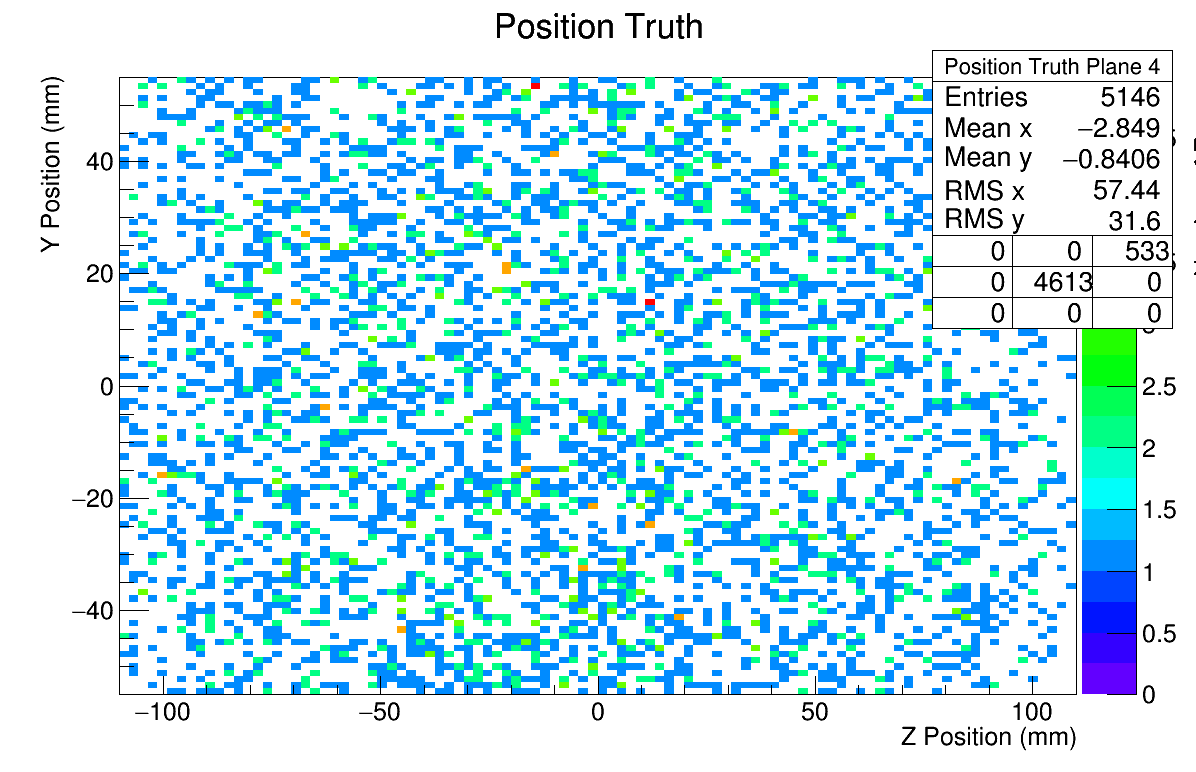 Position Truth
Position Truth Plane 4
Entries 5146
Mean x −2.849
Mean y −0.8406
RMS x 57.44
RMS y 31.6
0 0 533
0 4613 0
0 0 0
Y Position (mm)
40
20
0
−20
−40
−100 −50 0 50 100
Z Position (mm)
2.5
2
1.5
1
0.5
0